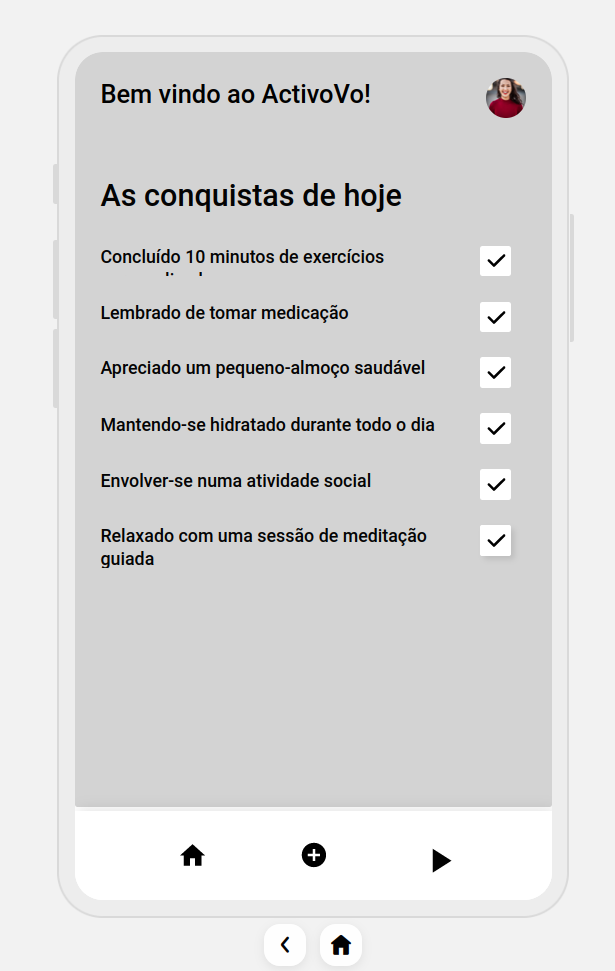 Bem vindo ao ActivoVo!
As conquistas de hoje
Concluído 10 minutos de exercícios
Lembrado de tomar medicação
Apreciado um pequeno-almoço saudável
Mantendo-se hidratado durante todo o dia
Envolver-se numa atividade social
Relaxado com uma sessão de meditação
guiada